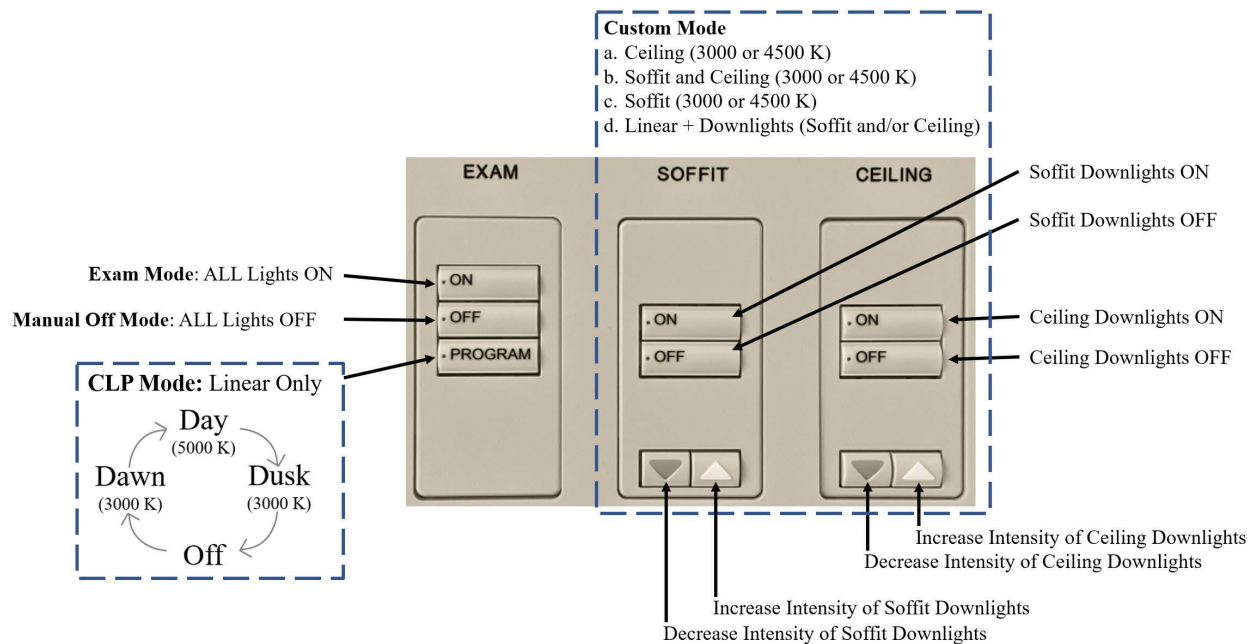 Custom Mode
a. Ceiling (3000 or 4500 K)
b. Soffit and Ceiling (3000 or 4500 K)
c. Soffit (3000 or 4500 K)
d. Linear + Downlights (Soffit and/or Ceiling)
EXAM
SOFFIT
CEILING
Soffit Downlights ON
Soffit Downlights OFF
Exam Mode: ALL Lights ON
ON
Manual Off Mode: ALL Lights OFF
OFF
PROGRAM
ON
OFF
ON
OFF
Ceiling Downlights ON
Ceiling Downlights OFF
CLP Mode: Linear Only
Day
(5000 K)
Dawn
(3000 K)
Dusk
(3000 K)
Off
Increase Intensity of Ceiling Downlights
Decrease Intensity of Ceiling Downlights
Increase Intensity of Soffit Downlights
Decrease Intensity of Soffit Downlights